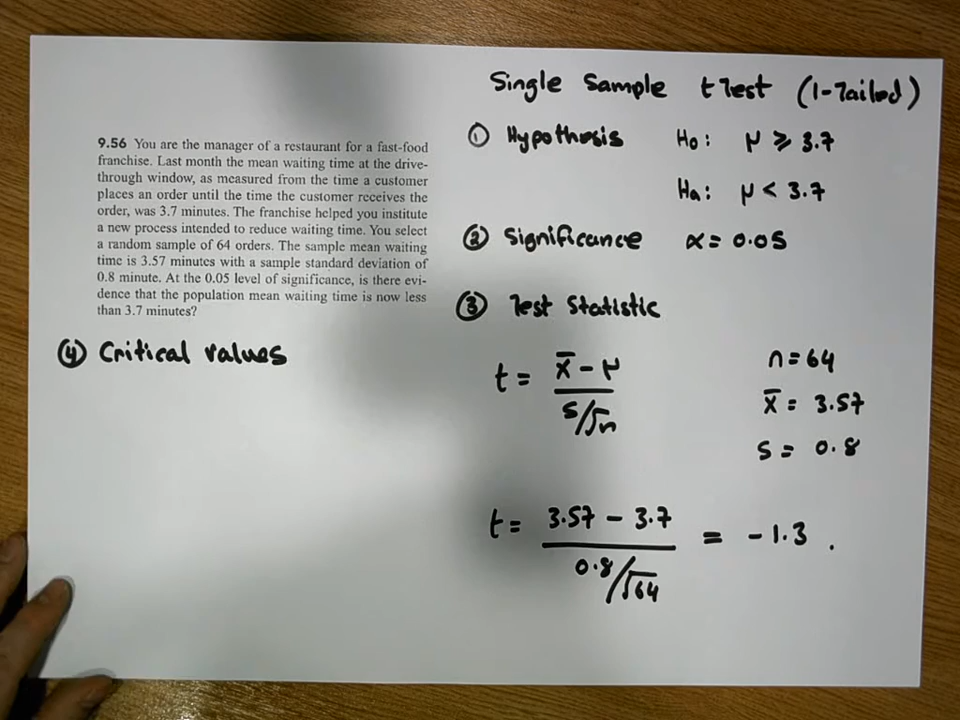 Single Sample t Test (1-Tailed)
9.56 You are the manager of a restaurant for a fast-food
franchise. Last month the mean waiting time at the drive-
through window, as measured from the time a customer
places an order until the time the customer receives the
order, was 3.7 minutes. The franchise helped you institute
a new process intended to reduce waiting time. You select
a random sample of 64 orders. The sample mean waiting
time is 3.57 minutes with a sample standard deviation of
0.8 minute. At the 0.05 level of significance, is there evi-
dence that the population mean waiting time is now less
than 3.7 minutes?
① Hypothesis H₀: μ ⩾ 3.7
Hₐ: μ < 3.7
② Significance α = 0.05
③ Test Statistic
t = (x̄ - μ) / (s/√n)
n = 64
x̄ = 3.57
s = 0.8
t = (3.57 - 3.7) / (0.8/√64) = -1.3 .
④ Critical values